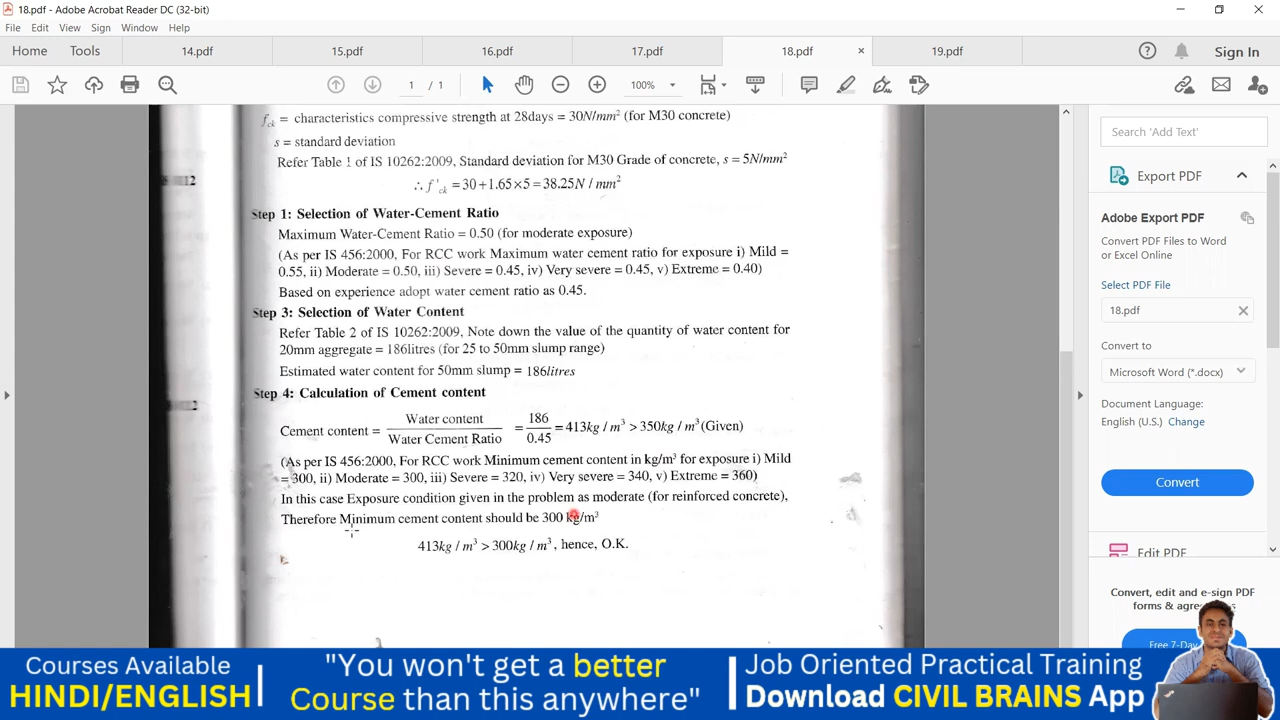 18.pdf - Adobe Acrobat Reader DC (32-bit)
File Edit View Sign Window Help
Home Tools 14.pdf 15.pdf 16.pdf 17.pdf 18.pdf × 19.pdf Sign In
1 / 1 100%
f_ck = characteristics compressive strength at 28days = 30N/mm² (for M30 concrete)
s = standard deviation
Refer Table 1 of IS 10262:2009, Standard deviation for M30 Grade of concrete, s = 5N/mm²
∴ f'_ck = 30 + 1.65 × 5 = 38.25N / mm²
Step 1: Selection of Water-Cement Ratio
Maximum Water-Cement Ratio = 0.50 (for moderate exposure)
(As per IS 456:2000, For RCC work Maximum water cement ratio for exposure i) Mild =
0.55, ii) Moderate = 0.50, iii) Severe = 0.45, iv) Very severe = 0.45, v) Extreme = 0.40)
Based on experience adopt water cement ratio as 0.45.
Step 3: Selection of Water Content
Refer Table 2 of IS 10262:2009, Note down the value of the quantity of water content for
20mm aggregate = 186litres (for 25 to 50mm slump range)
Estimated water content for 50mm slump = 186litres
Step 4: Calculation of Cement content
Cement content = Water content / Water Cement Ratio = 186 / 0.45 = 413kg / m³ > 350kg / m³ (Given)
(As per IS 456:2000, For RCC work Minimum cement content in kg/m³ for exposure i) Mild
= 300, ii) Moderate = 300, iii) Severe = 320, iv) Very severe = 340, v) Extreme = 360)
In this case Exposure condition given in the problem as moderate (for reinforced concrete),
Therefore Minimum cement content should be 300 kg/m³
413kg / m³ > 300kg / m³, hence, O.K.
Search 'Add Text'
Export PDF
Adobe Export PDF
Convert PDF Files to Word
or Excel Online
Select PDF File
18.pdf
Convert to
Microsoft Word (*.docx)
Document Language:
English (U.S.) Change
Convert
Edit PDF
Convert, edit and e-sign PDF
forms &
Free 7-Day
Courses Available
HINDI/ENGLISH
"You won't get a better
Course than this anywhere"
Job Oriented Practical Training
Download CIVIL BRAINS App